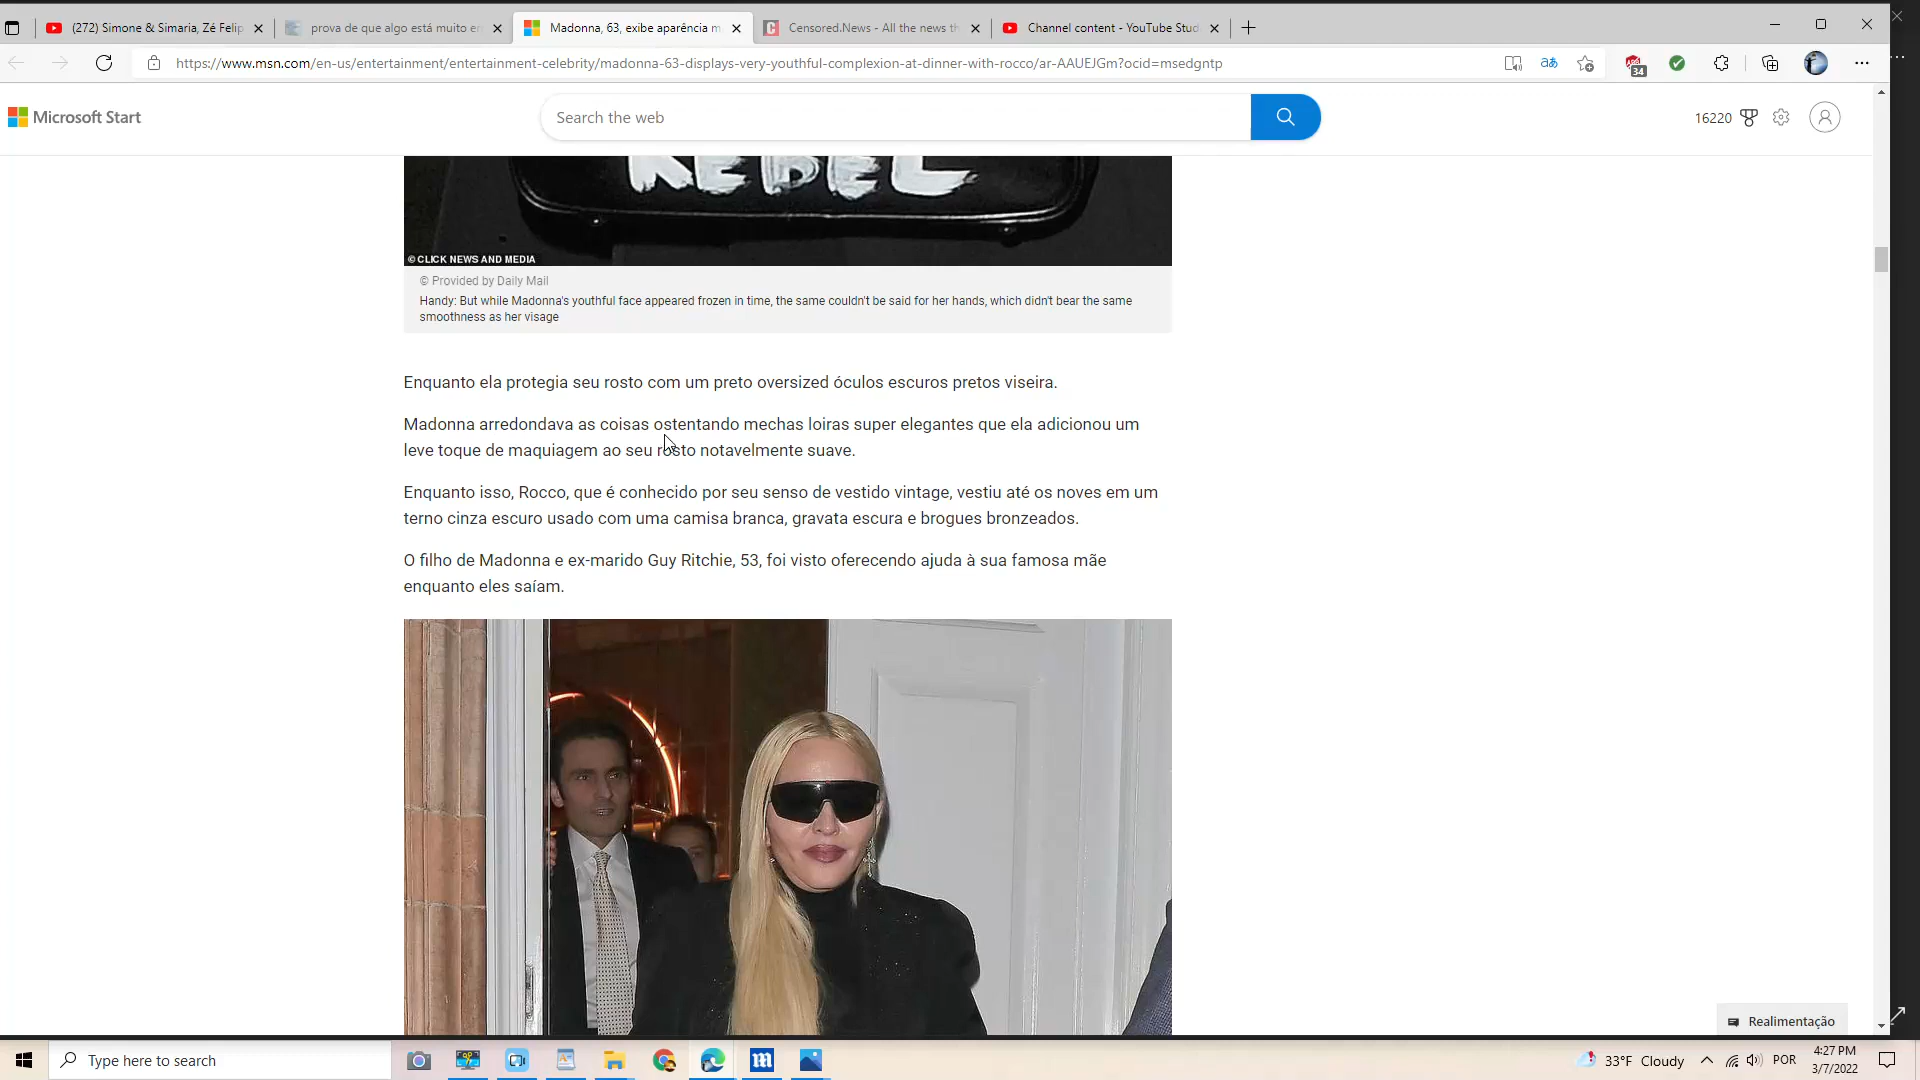 (272) Simone & Simaria, Zé Felip
prova de que algo está muito er
Madonna, 63, exibe aparência m
Censored.News - All the news th
Channel content - YouTube Stud
https://www.msn.com/en-us/entertainment/entertainment-celebrity/madonna-63-displays-very-youthful-complexion-at-dinner-with-rocco/ar-AAUEJGm?ocid=msedgntp
34
Microsoft Start
Search the web
16220
REBEL
© CLICK NEWS AND MEDIA
© Provided by Daily Mail
Handy: But while Madonna's youthful face appeared frozen in time, the same couldn't be said for her hands, which didn't bear the same
smoothness as her visage
Enquanto ela protegia seu rosto com um preto oversized óculos escuros pretos viseira.
Madonna arredondava as coisas ostentando mechas loiras super elegantes que ela adicionou um
leve toque de maquiagem ao seu rosto notavelmente suave.
Enquanto isso, Rocco, que é conhecido por seu senso de vestido vintage, vestiu até os noves em um
terno cinza escuro usado com uma camisa branca, gravata escura e brogues bronzeados.
O filho de Madonna e ex-marido Guy Ritchie, 53, foi visto oferecendo ajuda à sua famosa mãe
enquanto eles saíam.
Realimentação
Type here to search
33°F Cloudy
POR
4:27 PM
3/7/2022